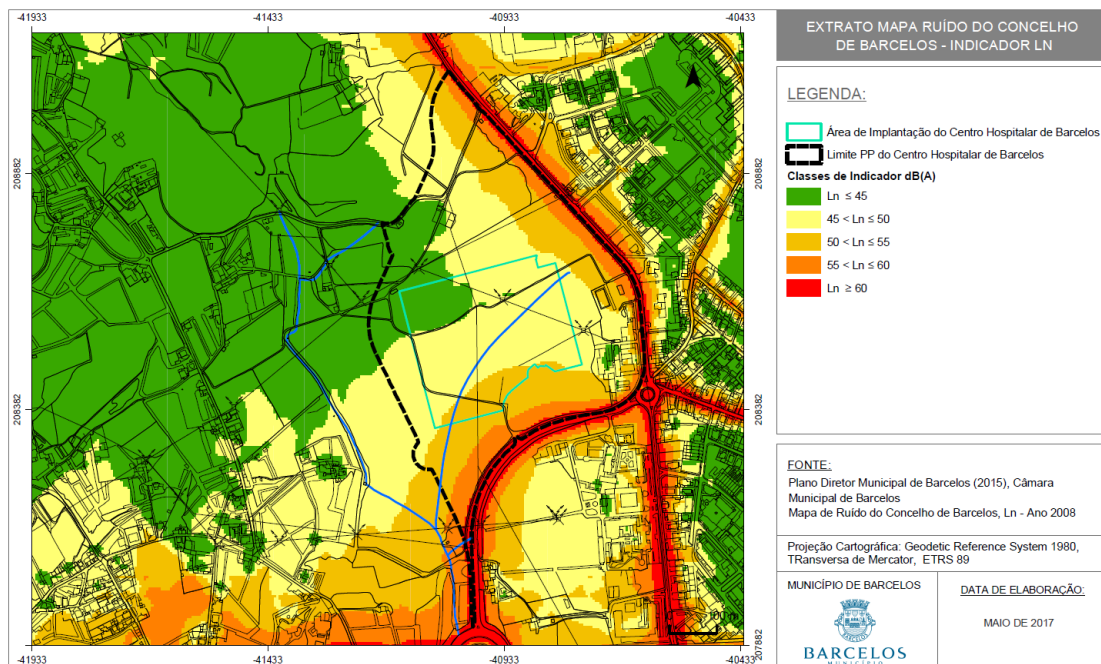 -41933
-41433
-40933
-40433
208882
208382
207882
208882
208382
-41933
-41433
-40933
-40433
100 m
EXTRATO MAPA RUÍDO DO CONCELHO
DE BARCELOS - INDICADOR LN
LEGENDA:
Área de Implantação do Centro Hospitalar de Barcelos
Limite PP do Centro Hospitalar de Barcelos
Classes de Indicador dB(A)
Ln ≤ 45
45 < Ln ≤ 50
50 < Ln ≤ 55
55 < Ln ≤ 60
Ln ≥ 60
FONTE:
Plano Diretor Municipal de Barcelos (2015), Câmara
Municipal de Barcelos
Mapa de Ruído do Concelho de Barcelos, Ln - Ano 2008
Projeção Cartográfica: Geodetic Reference System 1980,
TRansversa de Mercator, ETRS 89
MUNICÍPIO DE BARCELOS
BARCELOS
MUNICÍPIO
DATA DE ELABORAÇÃO:
MAIO DE 2017